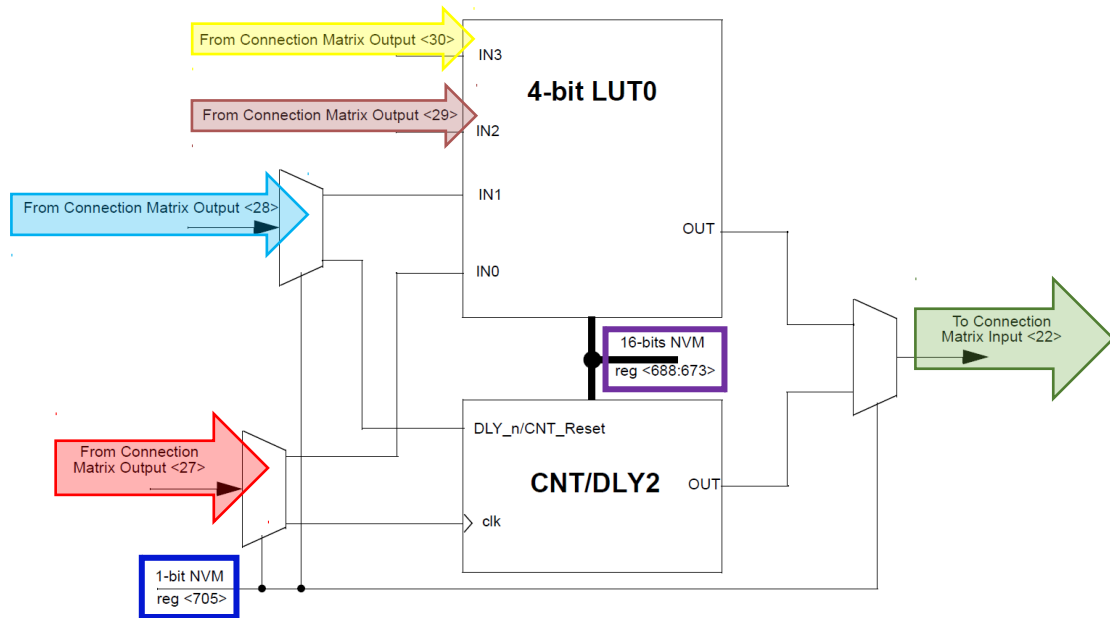 From Connection Matrix Output <30>
IN3
4-bit LUT0
From Connection Matrix Output <29>
IN2
IN1
From Connection Matrix Output <28>
OUT
IN0
To Connection
Matrix Input <22>
16-bits NVM
reg <688:673>
DLY_n/CNT_Reset
From Connection
Matrix Output <27>
CNT/DLY2
OUT
clk
1-bit NVM
reg <705>